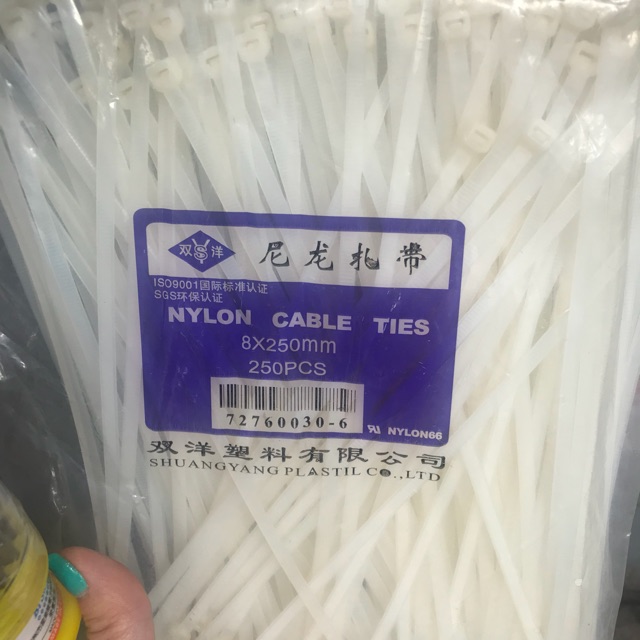 双洋 尼龙扎带
ISO9001国际标准认证
SGS环保认证
NYLON CABLE TIES
8X250mm
250PCS
72760030-6
NYLON66
双洋塑料有限公司
SHUANGYANG PLASTIL CO.,LTD